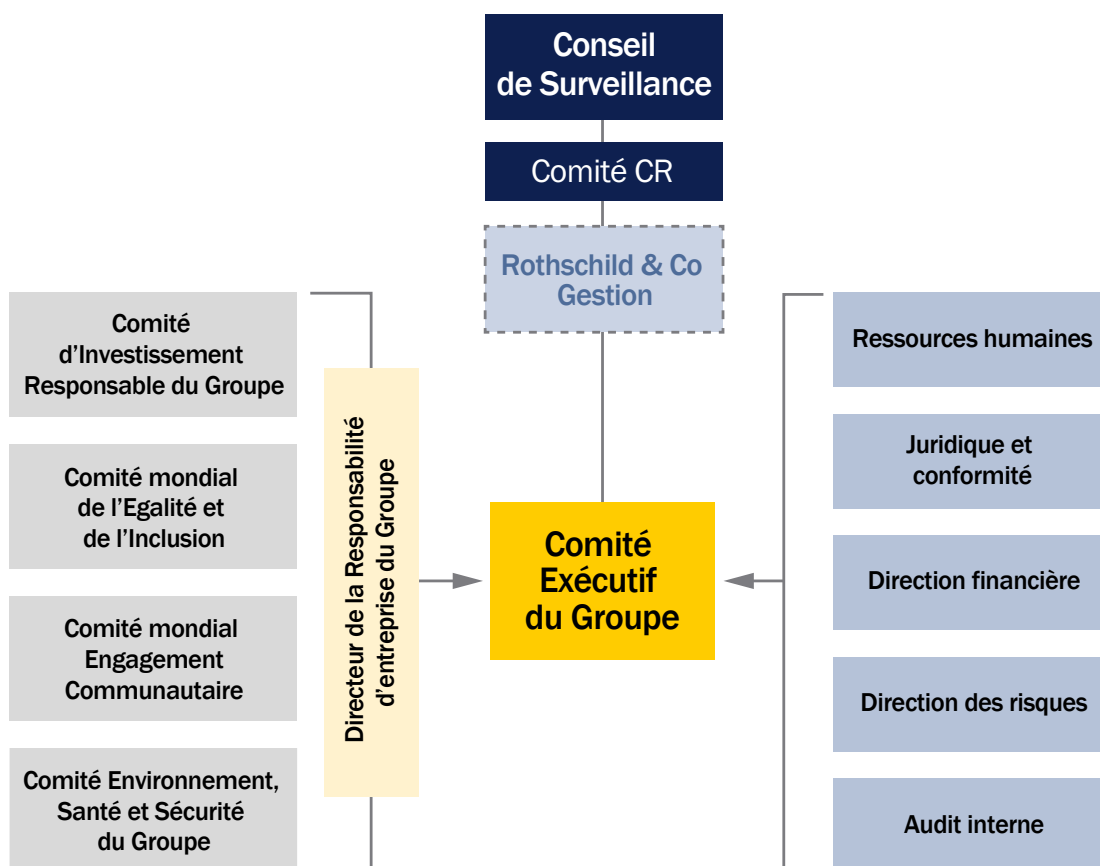 Conseil
de Surveillance
Comité CR
Rothschild & Co
Gestion
Comité
d'Investissement
Responsable du Groupe
Comité mondial
de l'Egalité et
de l'Inclusion
Comité mondial
Engagement
Communautaire
Comité Environnement,
Santé et Sécurité
du Groupe
Directeur de la Responsabilité
d'entreprise du Groupe
Comité
Exécutif
du Groupe
Ressources humaines
Juridique et
conformité
Direction financière
Direction des risques
Audit interne